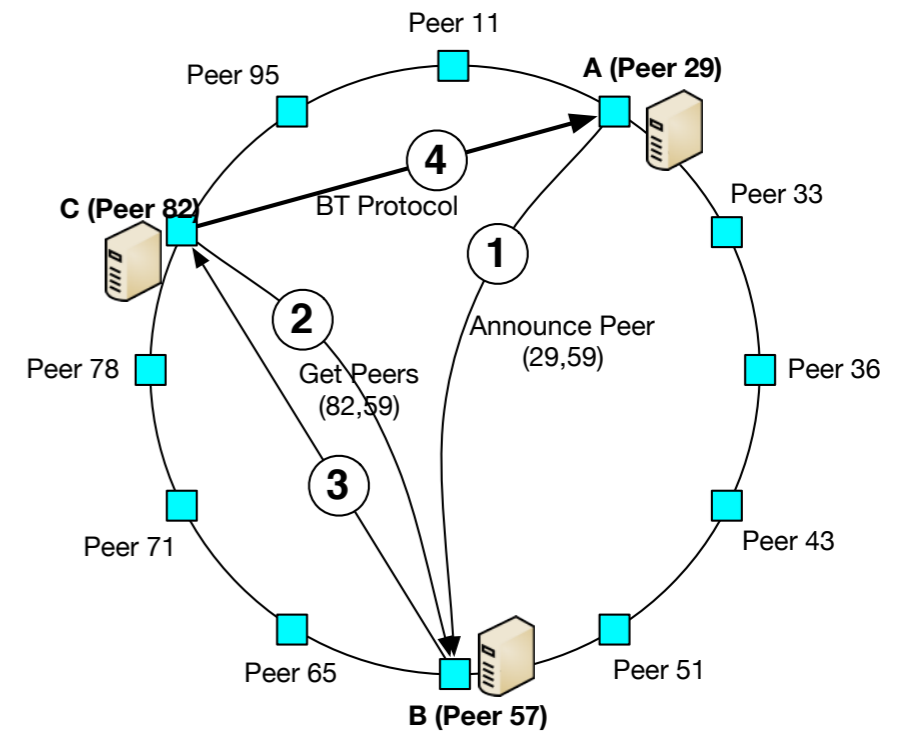 Peer 11
A (Peer 29)
Peer 95
4
Peer 33
C (Peer 82)
BT Protocol
1
2
Announce Peer
(29,59)
Peer 78
Get Peers
(82,59)
Peer 36
3
Peer 71
Peer 43
Peer 65
Peer 51
B (Peer 57)